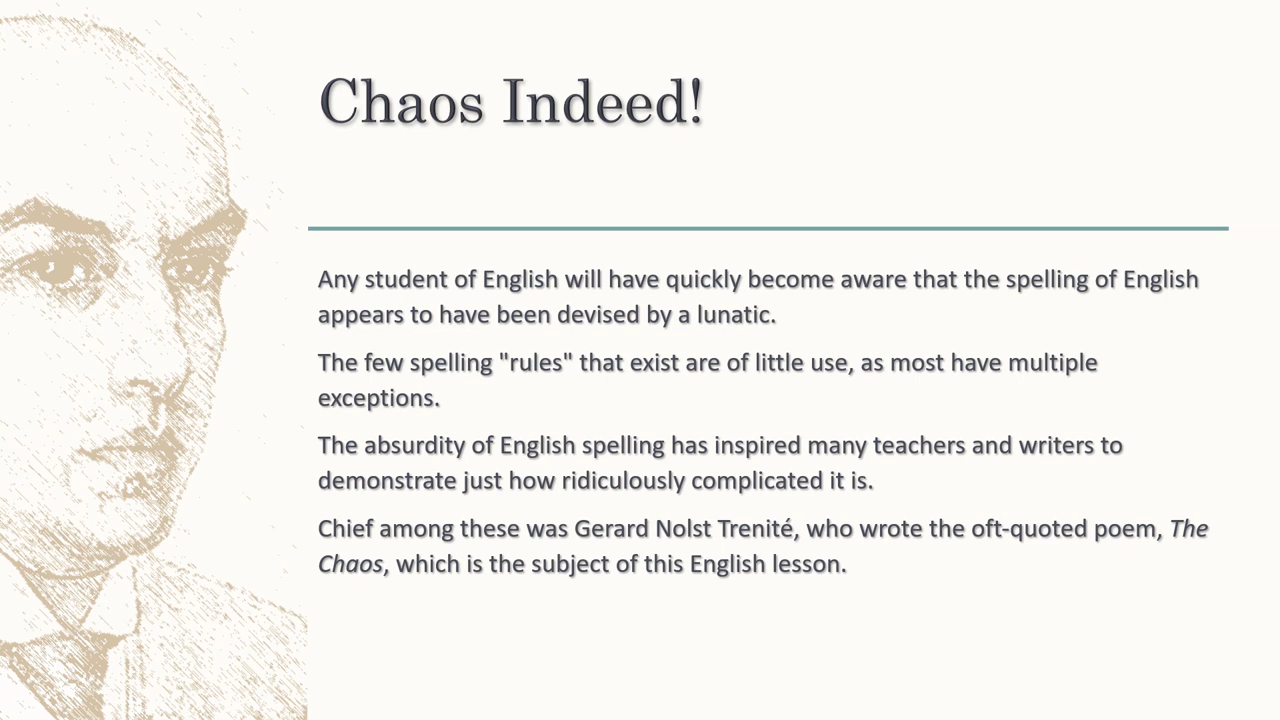 Chaos Indeed!
Any student of English will have quickly become aware that the spelling of English
appears to have been devised by a lunatic.
The few spelling "rules" that exist are of little use, as most have multiple
exceptions.
The absurdity of English spelling has inspired many teachers and writers to
demonstrate just how ridiculously complicated it is.
Chief among these was Gerard Nolst Trenité, who wrote the oft-quoted poem, The
Chaos, which is the subject of this English lesson.